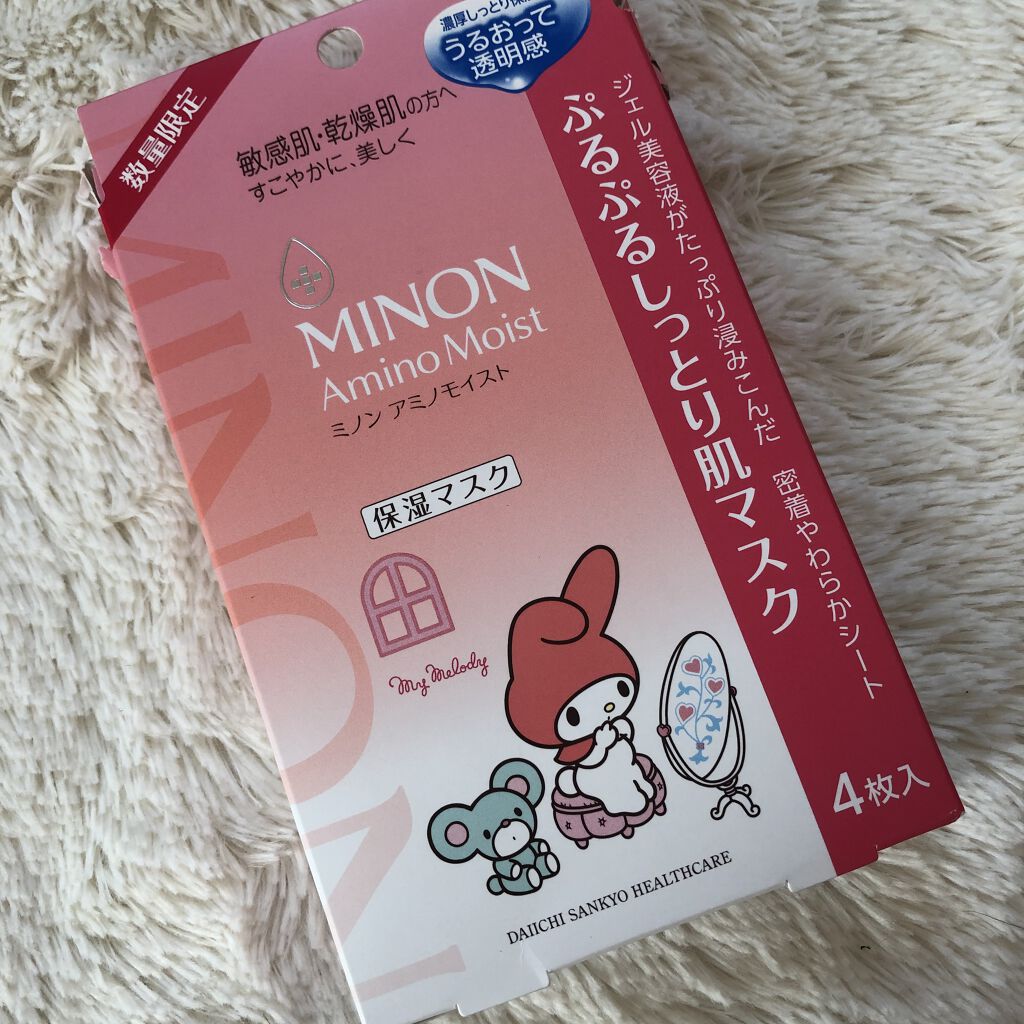 数量限定
濃厚しっとり保
うるおって
透明感
敏感肌・乾燥肌の方へ
すこやかに、美しく
MINON
Amino Moist
ミノン アミノモイスト
保湿マスク
My Melody
ジェル美容液がたっぷり浸みこんだ 密着やわらかシート
ぷるぷるしっとり肌マスク
4枚入
DAIICHI SANKYO HEALTHCARE
MINON